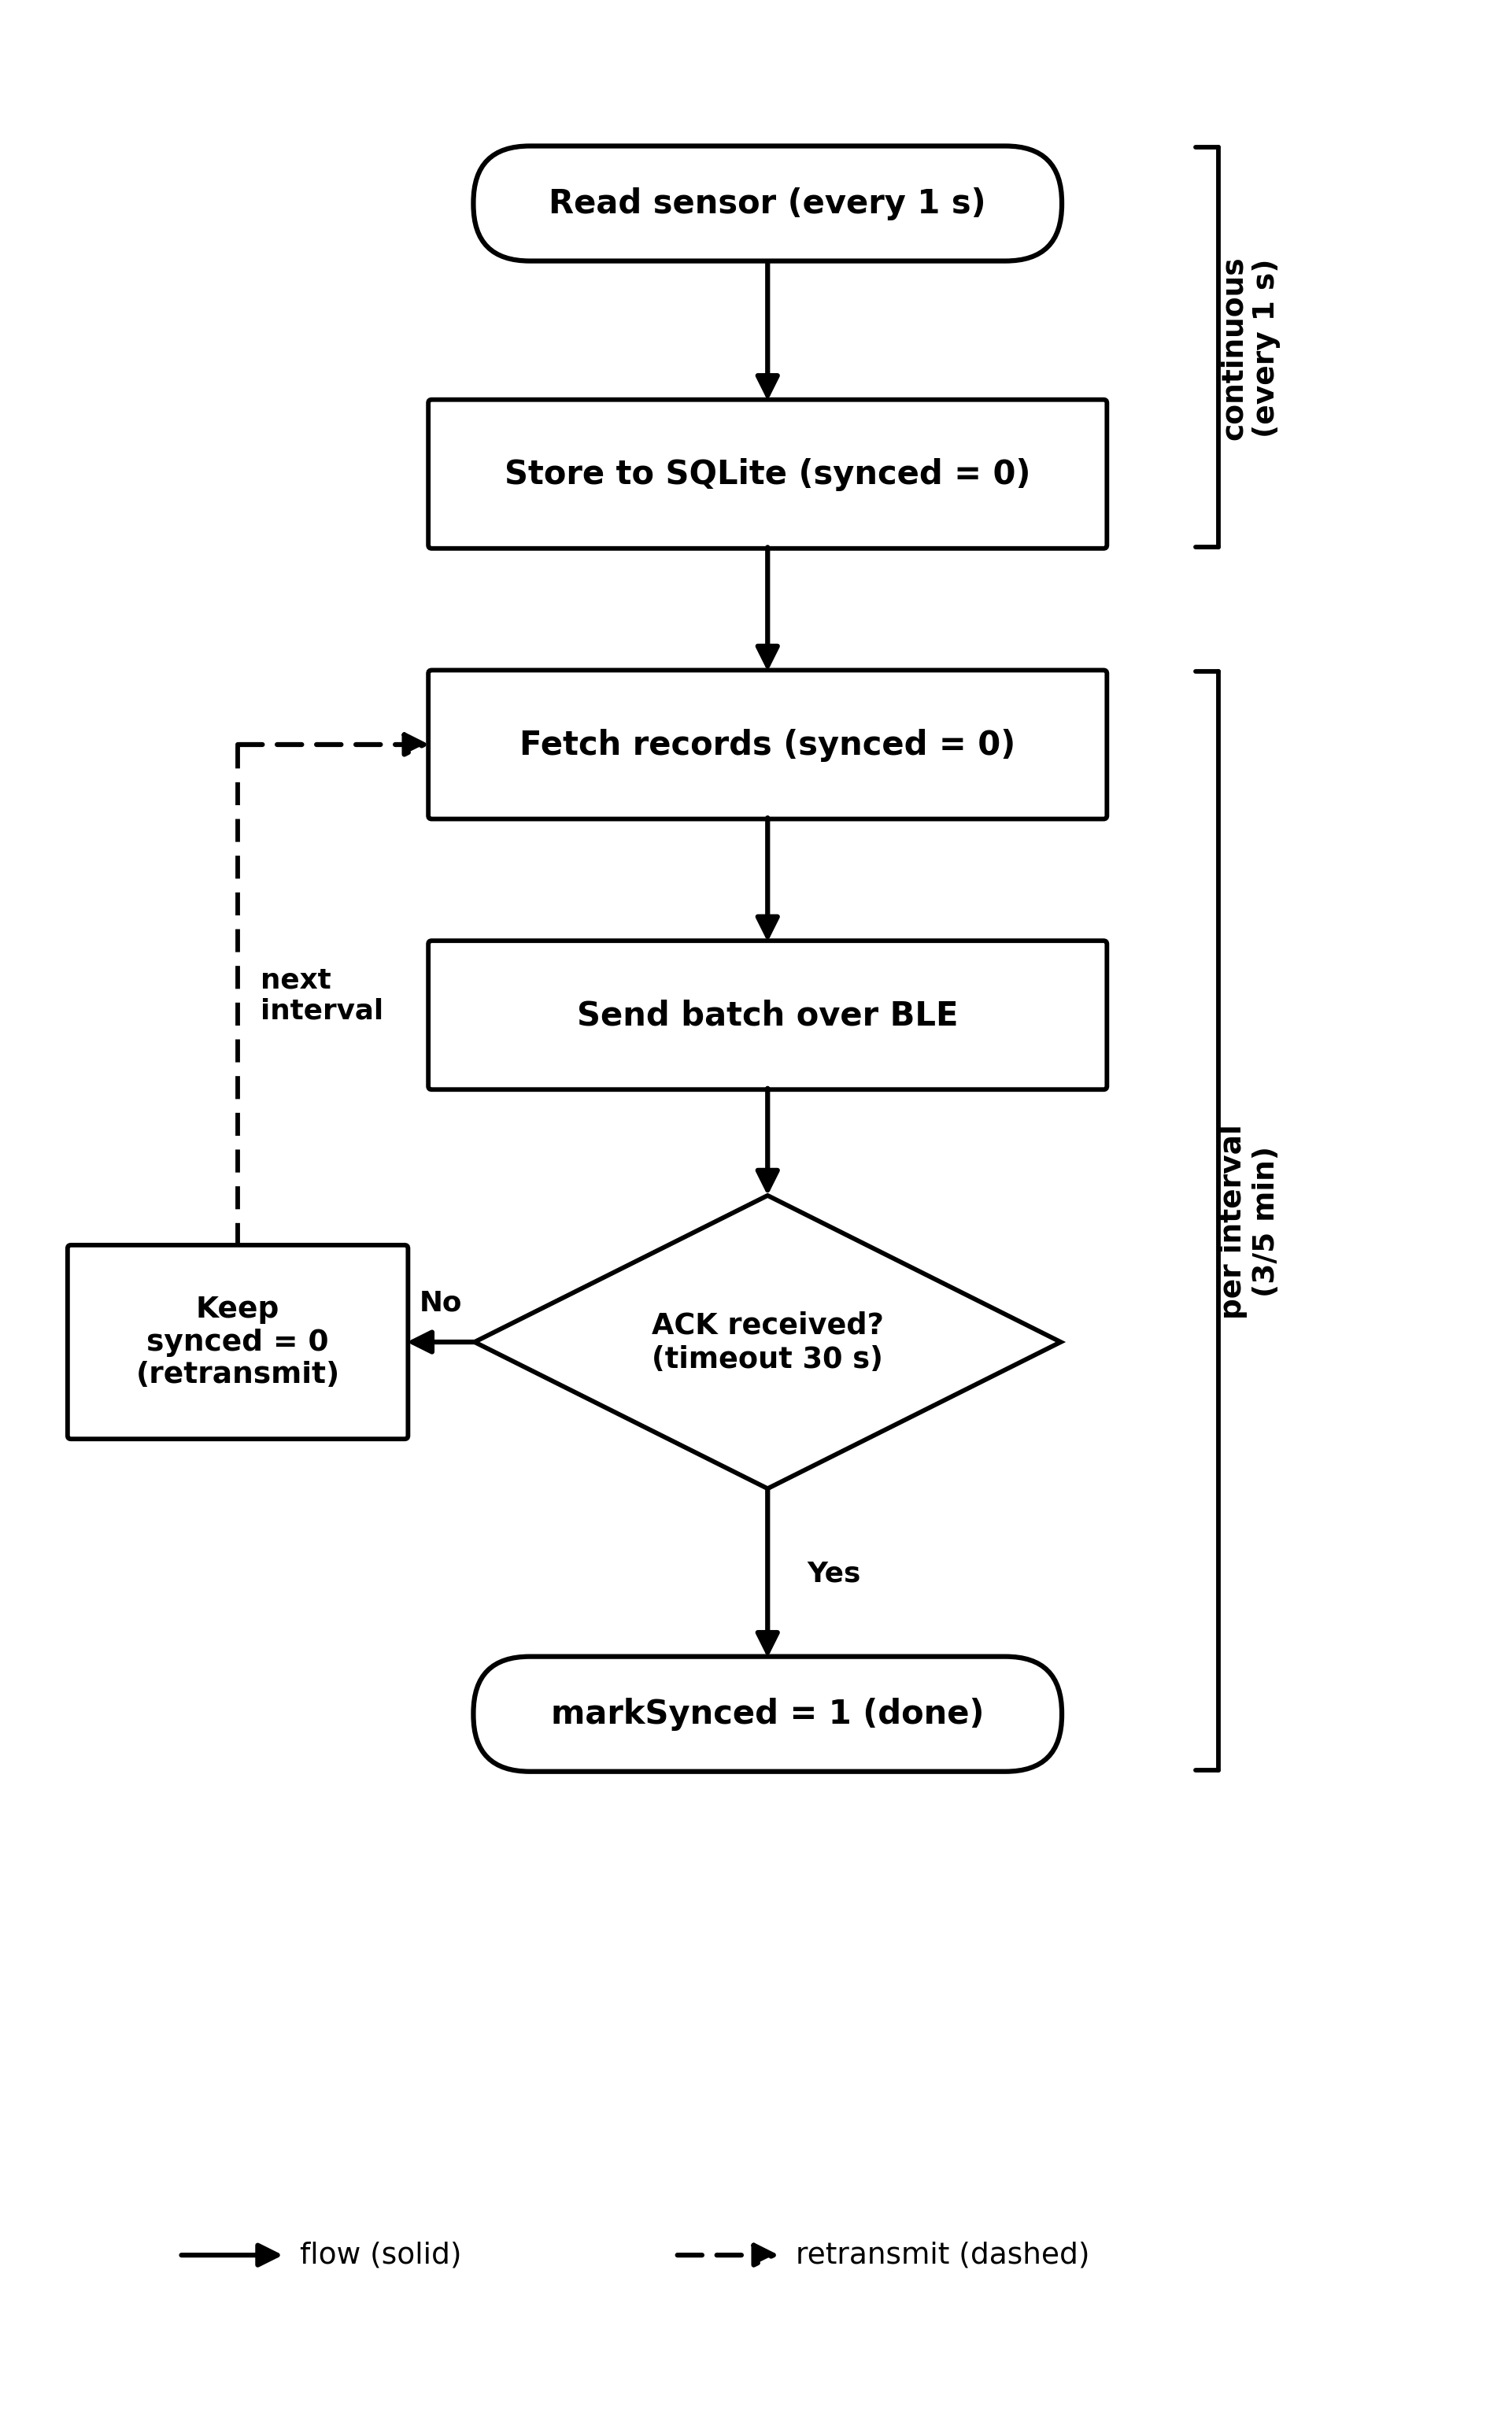 Read sensor (every 1 s)
continuous
(every 1 s)
Store to SQLite (synced = 0)
Fetch records (synced = 0)
next
interval
Send batch over BLE
per interval
(3/5 min)
No
Keep
synced = 0
(retransmit)
ACK received?
(timeout 30 s)
Yes
markSynced = 1 (done)
flow (solid)
retransmit (dashed)